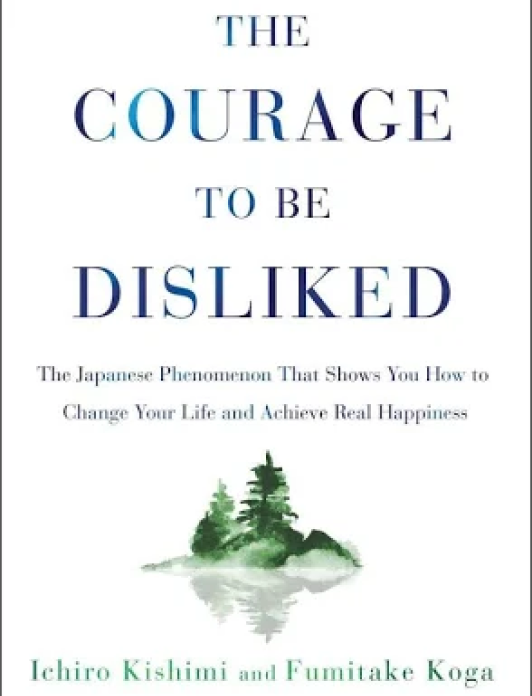 THE
COURAGE
TO BE
DISLIKED
The Japanese Phenomenon That Shows You How to
Change Your Life and Achieve Real Happiness
Ichiro Kishimi and Fumitake Koga